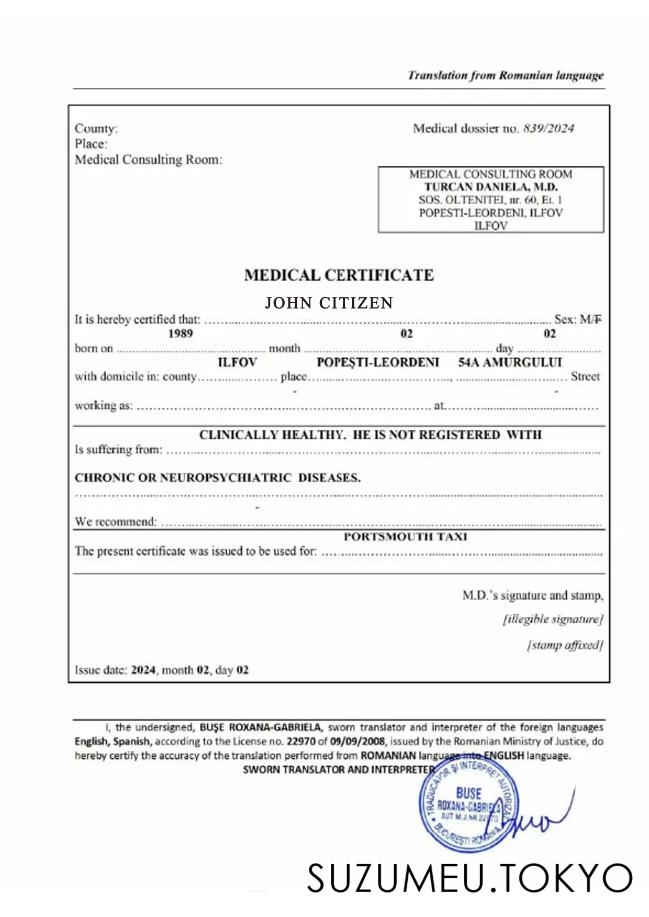 Translation from Romanian language
County:
Medical dossier no. 839/2024
Place:
Medical Consulting Room:
MEDICAL CONSULTING ROOM
TURCAN DANIELA, M.D.
SOS. OLTENITEI, nr. 60, Et. 1
POPESTI-LEORDENI, ILFOV
ILFOV
MEDICAL CERTIFICATE
JOHN CITIZEN
It is hereby certified that: ........ Sex: M/F
1989 02 02
born on ........ month ........ day ........
ILFOV POPEŞTI-LEORDENI 54A AMURGULUI
with domicile in: county........ place........, ........ Street
- -
working as: ........ at........
CLINICALLY HEALTHY. HE IS NOT REGISTERED WITH
Is suffering from: ........
CHRONIC OR NEUROPSYCHIATRIC DISEASES.
-
We recommend: ........
PORTSMOUTH TAXI
The present certificate was issued to be used for: ........
M.D.'s signature and stamp,
[illegible signature]
[stamp affixed]
Issue date: 2024, month 02, day 02
I, the undersigned, BUŞE ROXANA-GABRIELA, sworn translator and interpreter of the foreign languages
English, Spanish, according to the License no. 22970 of 09/09/2008, issued by the Romanian Ministry of Justice, do
hereby certify the accuracy of the translation performed from ROMANIAN language into ENGLISH language.
SWORN TRANSLATOR AND INTERPRETER
TRADUCATOR ŞI INTERPRET AUTORIZAT
BUSE
ROXANA-GABRIELA
AUT M.J. NR.22970
BUCUREŞTI ROMANIA
SUZUMEU.TOKYO